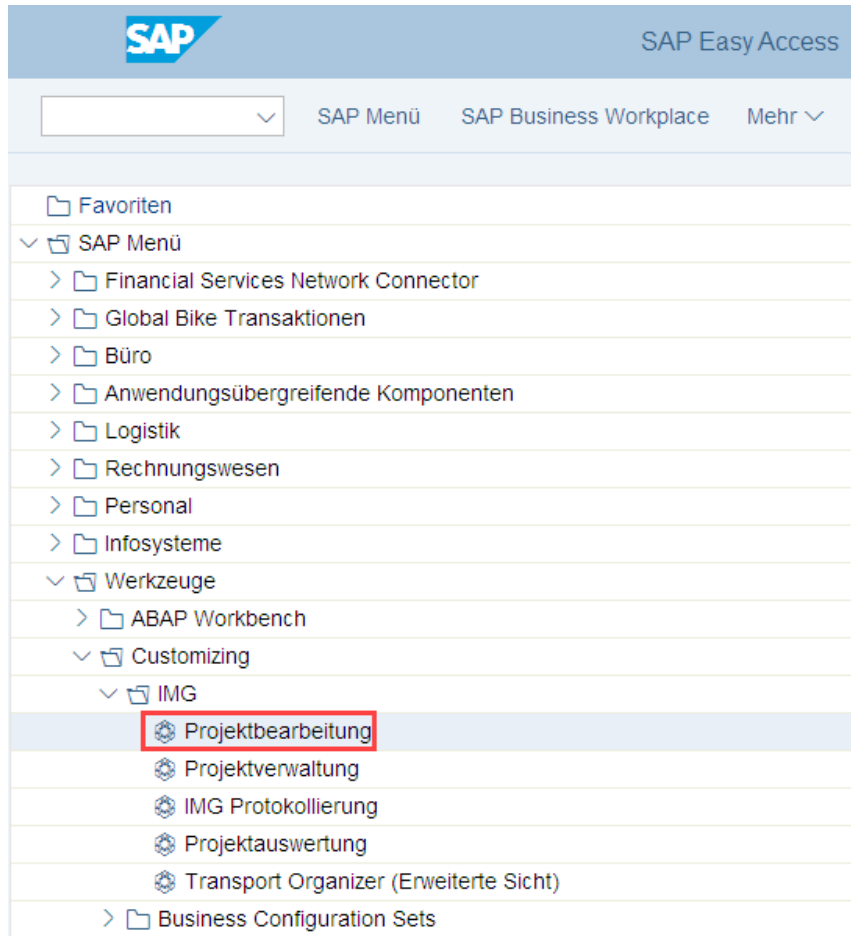 SAP
SAP Easy Access
SAP Menü SAP Business Workplace Mehr
Favoriten
SAP Menü
Financial Services Network Connector
Global Bike Transaktionen
Büro
Anwendungsübergreifende Komponenten
Logistik
Rechnungswesen
Personal
Infosysteme
Werkzeuge
ABAP Workbench
Customizing
IMG
Projektbearbeitung
Projektverwaltung
IMG Protokollierung
Projektauswertung
Transport Organizer (Erweiterte Sicht)
Business Configuration Sets